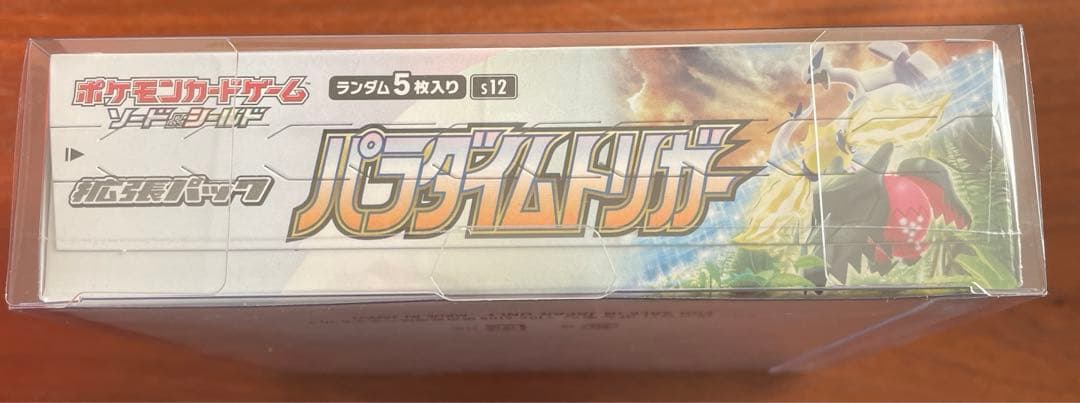 ポケモンカードゲーム
ソード&シールド
ランダム5枚入り s12
拡張パック
パラダイムトリガー